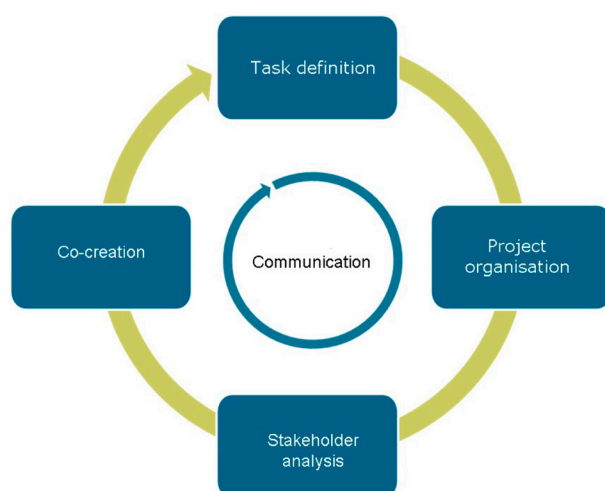 Task definition
Co-creation
Communication
Project
organisation
Stakeholder
analysis